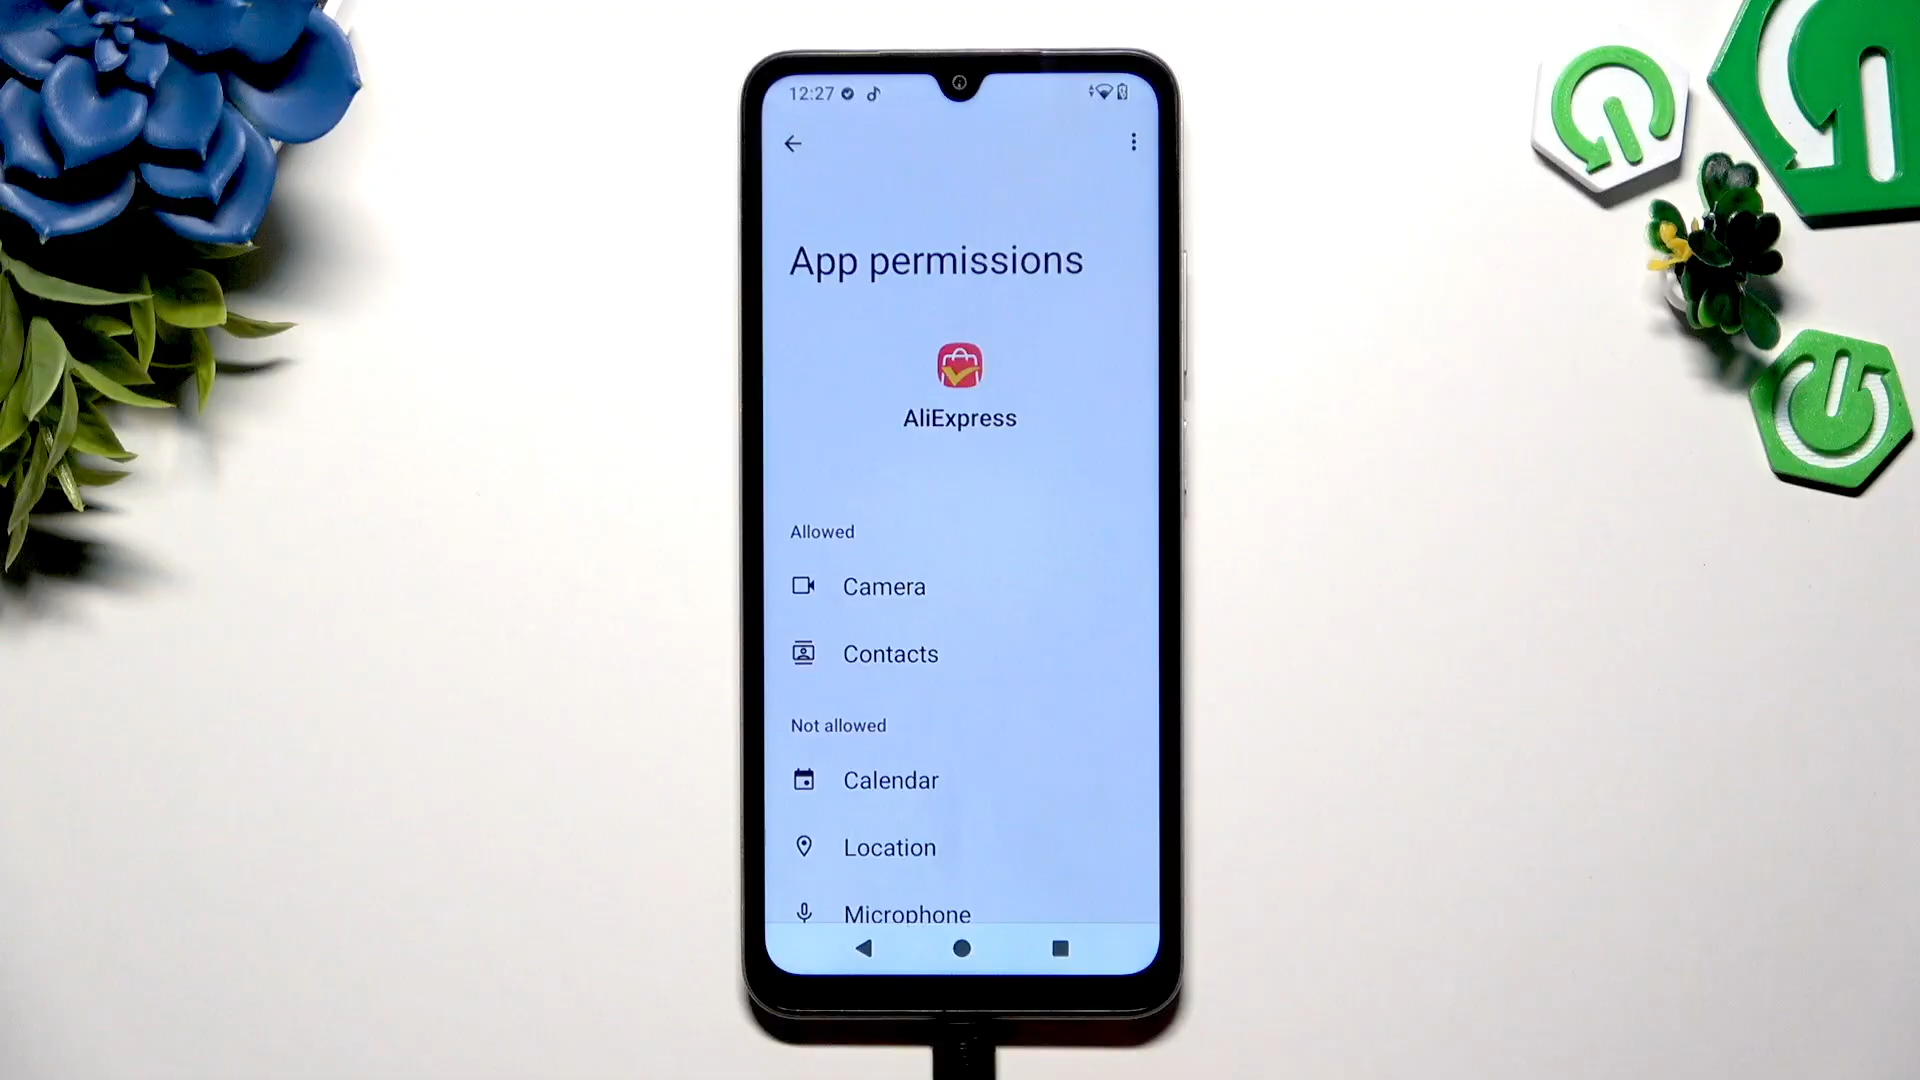 12:27
App permissions
AliExpress
Allowed
Camera
Contacts
Not allowed
Calendar
Location
Microphone